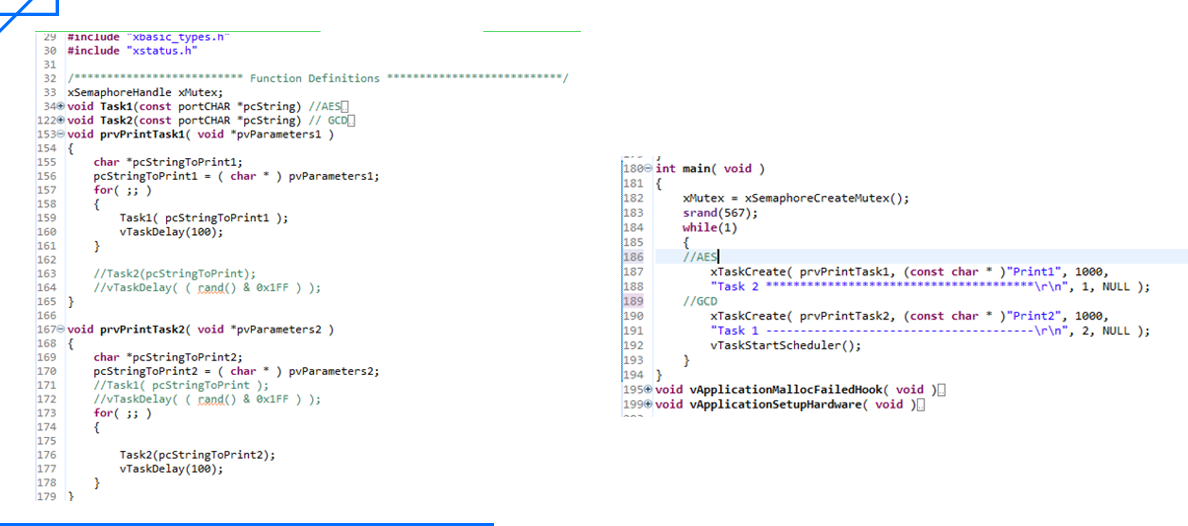 29 #include "xbasic_types.h"
30 #include "xstatus.h"
31
32 /************************** Function Definitions ***************************/
33 xSemaphoreHandle xMutex;
34 void Task1(const portCHAR *pcString) //AES
122 void Task2(const portCHAR *pcString) // GCD
153 void prvPrintTask1( void *pvParameters1 )
154 {
155 char *pcStringToPrint1;
156 pcStringToPrint1 = ( char * ) pvParameters1;
157 for( ;; )
158 {
159 Task1( pcStringToPrint1 );
160 vTaskDelay(100);
161 }
162
163 //Task2(pcStringToPrint);
164 //vTaskDelay( ( rand() & 0x1FF ) );
165 }
166
167 void prvPrintTask2( void *pvParameters2 )
168 {
169 char *pcStringToPrint2;
170 pcStringToPrint2 = ( char * ) pvParameters2;
171 //Task1( pcStringToPrint );
172 //vTaskDelay( ( rand() & 0x1FF ) );
173 for( ;; )
174 {
175
176 Task2(pcStringToPrint2);
177 vTaskDelay(100);
178 }
179 }
180 int main( void )
181 {
182 xMutex = xSemaphoreCreateMutex();
183 srand(567);
184 while(1)
185 {
186 //AES
187 xTaskCreate( prvPrintTask1, (const char * )"Print1", 1000,
188 "Task 2 ***************************************\r\n", 1, NULL );
189 //GCD
190 xTaskCreate( prvPrintTask2, (const char * )"Print2", 1000,
191 "Task 1 ---------------------------------------\r\n", 2, NULL );
192 vTaskStartScheduler();
193 }
194 }
195 void vApplicationMallocFailedHook( void )
199 void vApplicationSetupHardware( void )